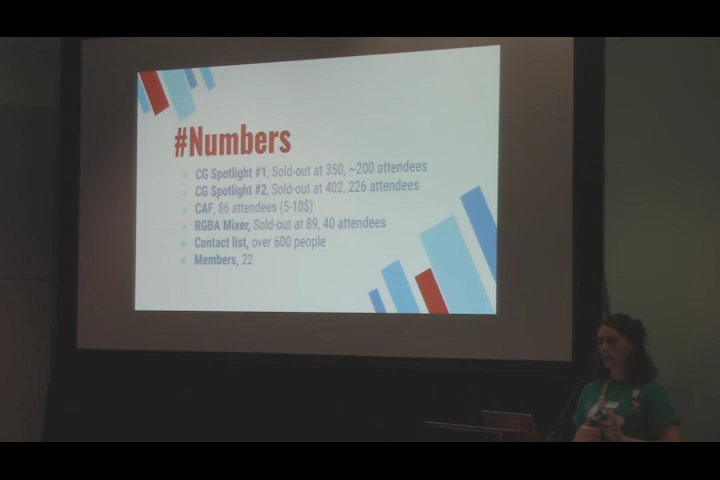 #Numbers
CG Spotlight #1, Sold-out at 350, ~200 attendees
CG Spotlight #2, Sold-out at 402, 226 attendees
CAF, 86 attendees (5-10$)
RGBA Mixer, Sold-out at 89, 40 attendees
Contact list, over 600 people
Members, 22